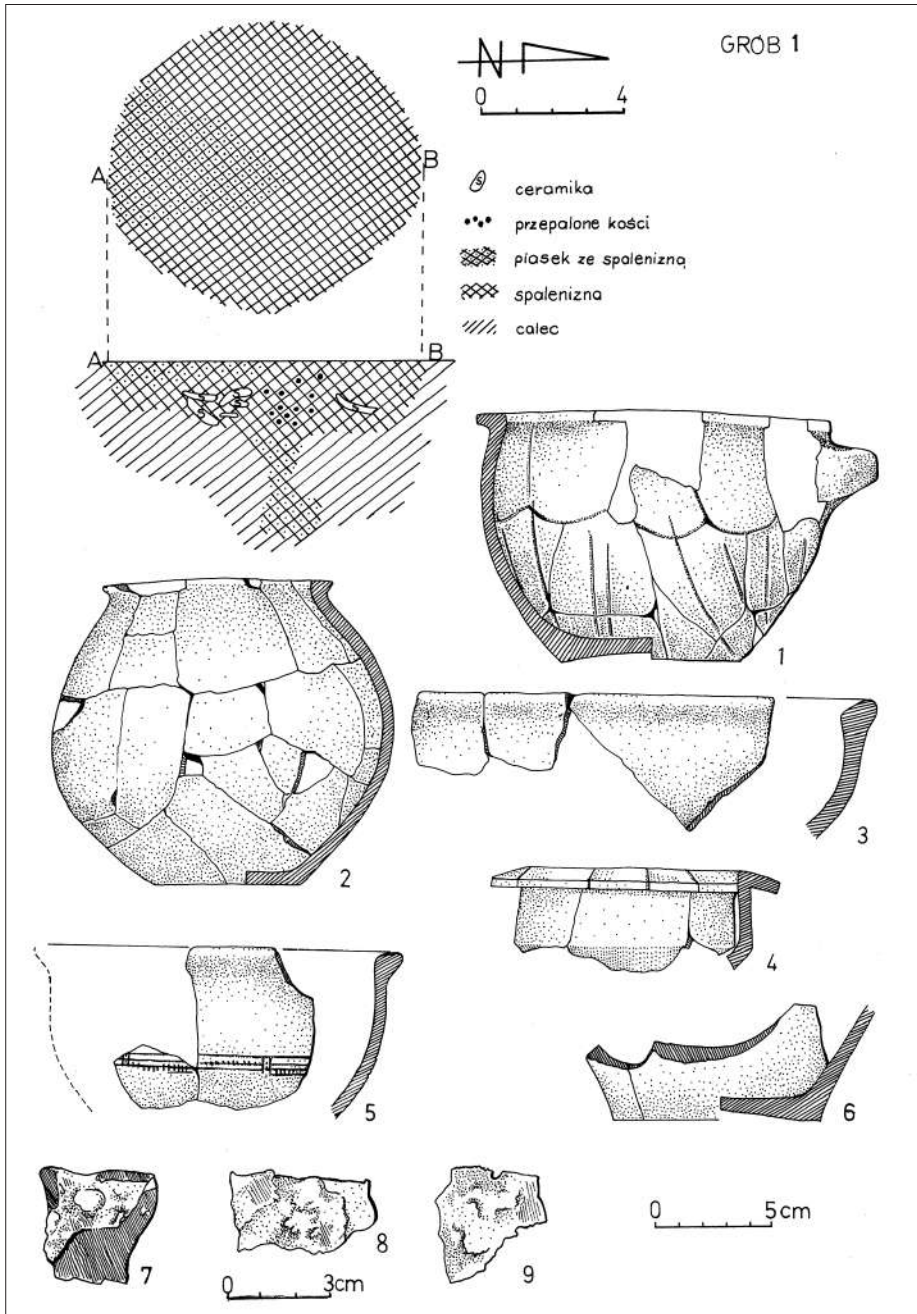 GRÓB 1
N
0 4
A
B
ceramika
przepalone kości
piasek ze spalenizną
spalenizna
calec
A
B
1
2
3
4
5
6
7
8
9
0 3cm
0 5cm